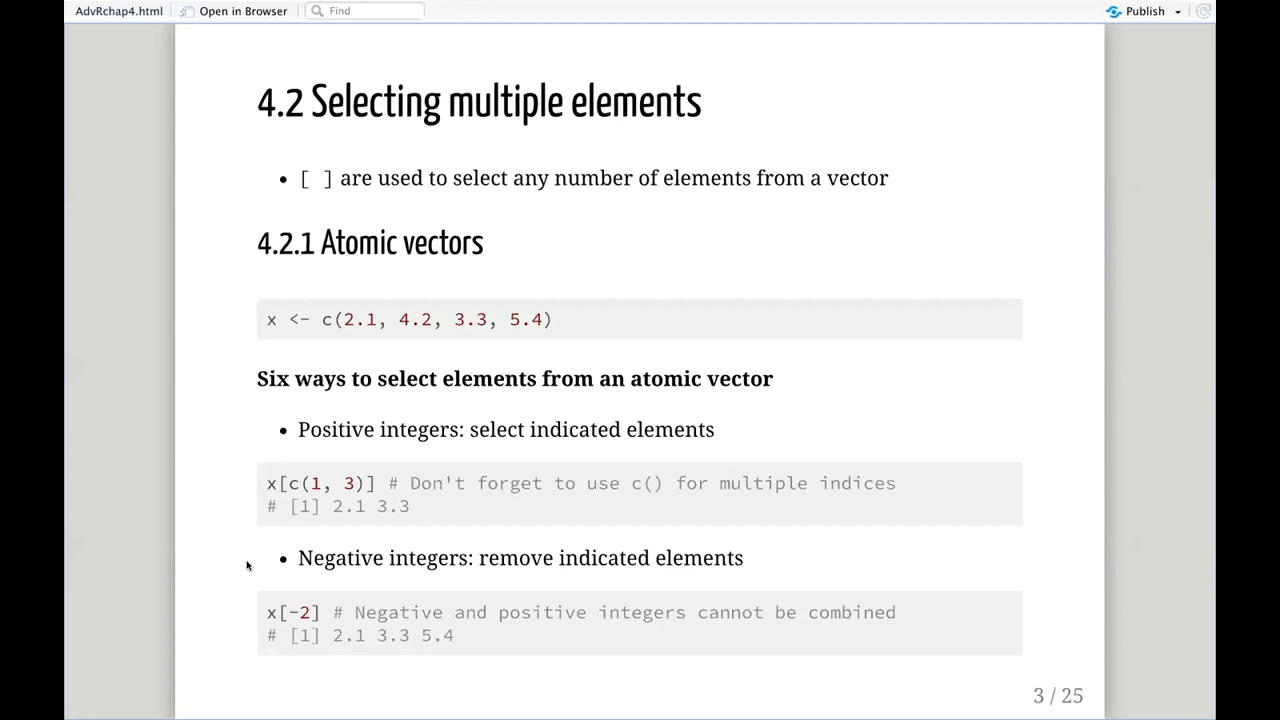 AdvRchap4.html Open in Browser Find Publish
4.2 Selecting multiple elements
• [ ] are used to select any number of elements from a vector
4.2.1 Atomic vectors
x <- c(2.1, 4.2, 3.3, 5.4)
Six ways to select elements from an atomic vector
• Positive integers: select indicated elements
x[c(1, 3)] # Don't forget to use c() for multiple indices
# [1] 2.1 3.3
• Negative integers: remove indicated elements
x[-2] # Negative and positive integers cannot be combined
# [1] 2.1 3.3 5.4
3 / 25